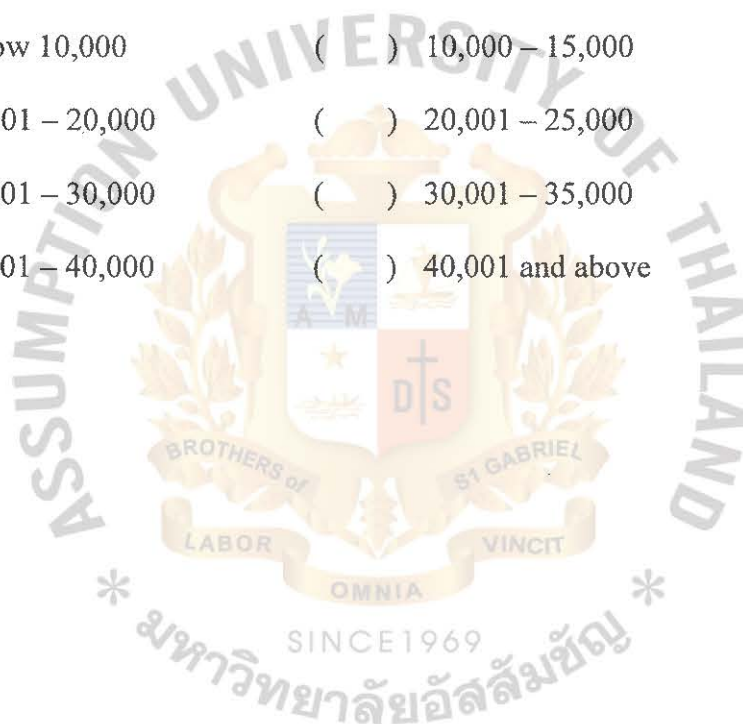 ow 10,000 ( ) 10,000 – 15,000
01 – 20,000 ( ) 20,001 – 25,000
01 – 30,000 ( ) 30,001 – 35,000
01 – 40,000 ( ) 40,001 and above
ASSUMPTION UNIVERSITY OF THAILAND
A M
D S
BROTHERS of ST GABRIEL
LABOR VINCIT
OMNIA
SINCE1969
* มหาวิทยาลัยอัสสัมชัญ *